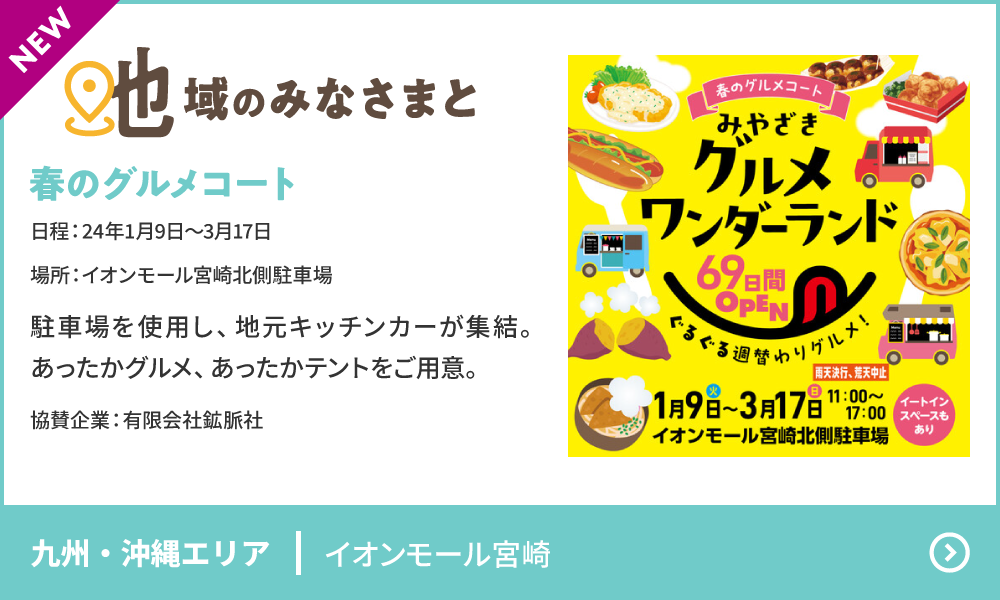 NEW
地域のみなさまと
春のグルメコート
日程：24年1月9日～3月17日
場所：イオンモール宮崎北側駐車場
駐車場を使用し、地元キッチンカーが集結。
あったかグルメ、あったかテントをご用意。
協賛企業：有限会社鉱脈社
春のグルメコート
みやざき
グルメ
ワンダーランド
69日間
OPEN
ぐるぐる週替わりグルメ！
雨天決行、荒天中止
1月9日火～3月17日日 11：00～
17：00
イオンモール宮崎北側駐車場
イートイン
スペースも
あり
九州・沖縄エリア
イオンモール宮崎